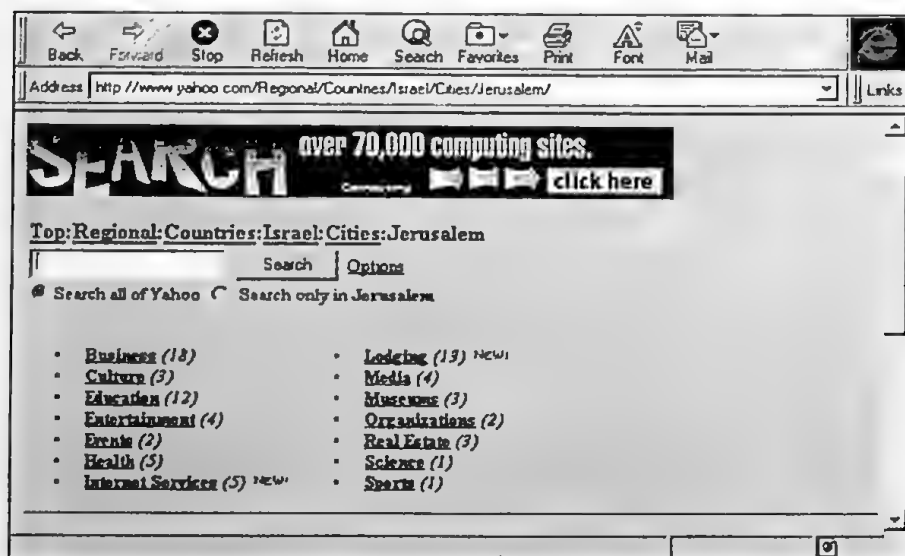 Back Forward Stop Refresh Home Search Favorites Print Font Mail
Address http://www.yahoo.com/Regional/Countries/Israel/Cities/Jerusalem/ Links
SEARCH over 70,000 computing sites.
click here
Top:Regional:Countries:Israel:Cities:Jerusalem
Search Options
Search all of Yahoo Search only in Jerusalem
Business (18) Lodging (13) NEW!
Culture (3) Media (4)
Education (12) Museums (3)
Entertainment (4) Organizations (2)
Events (2) Real Estate (3)
Health (5) Science (1)
Internet Services (5) NEW! Sports (1)